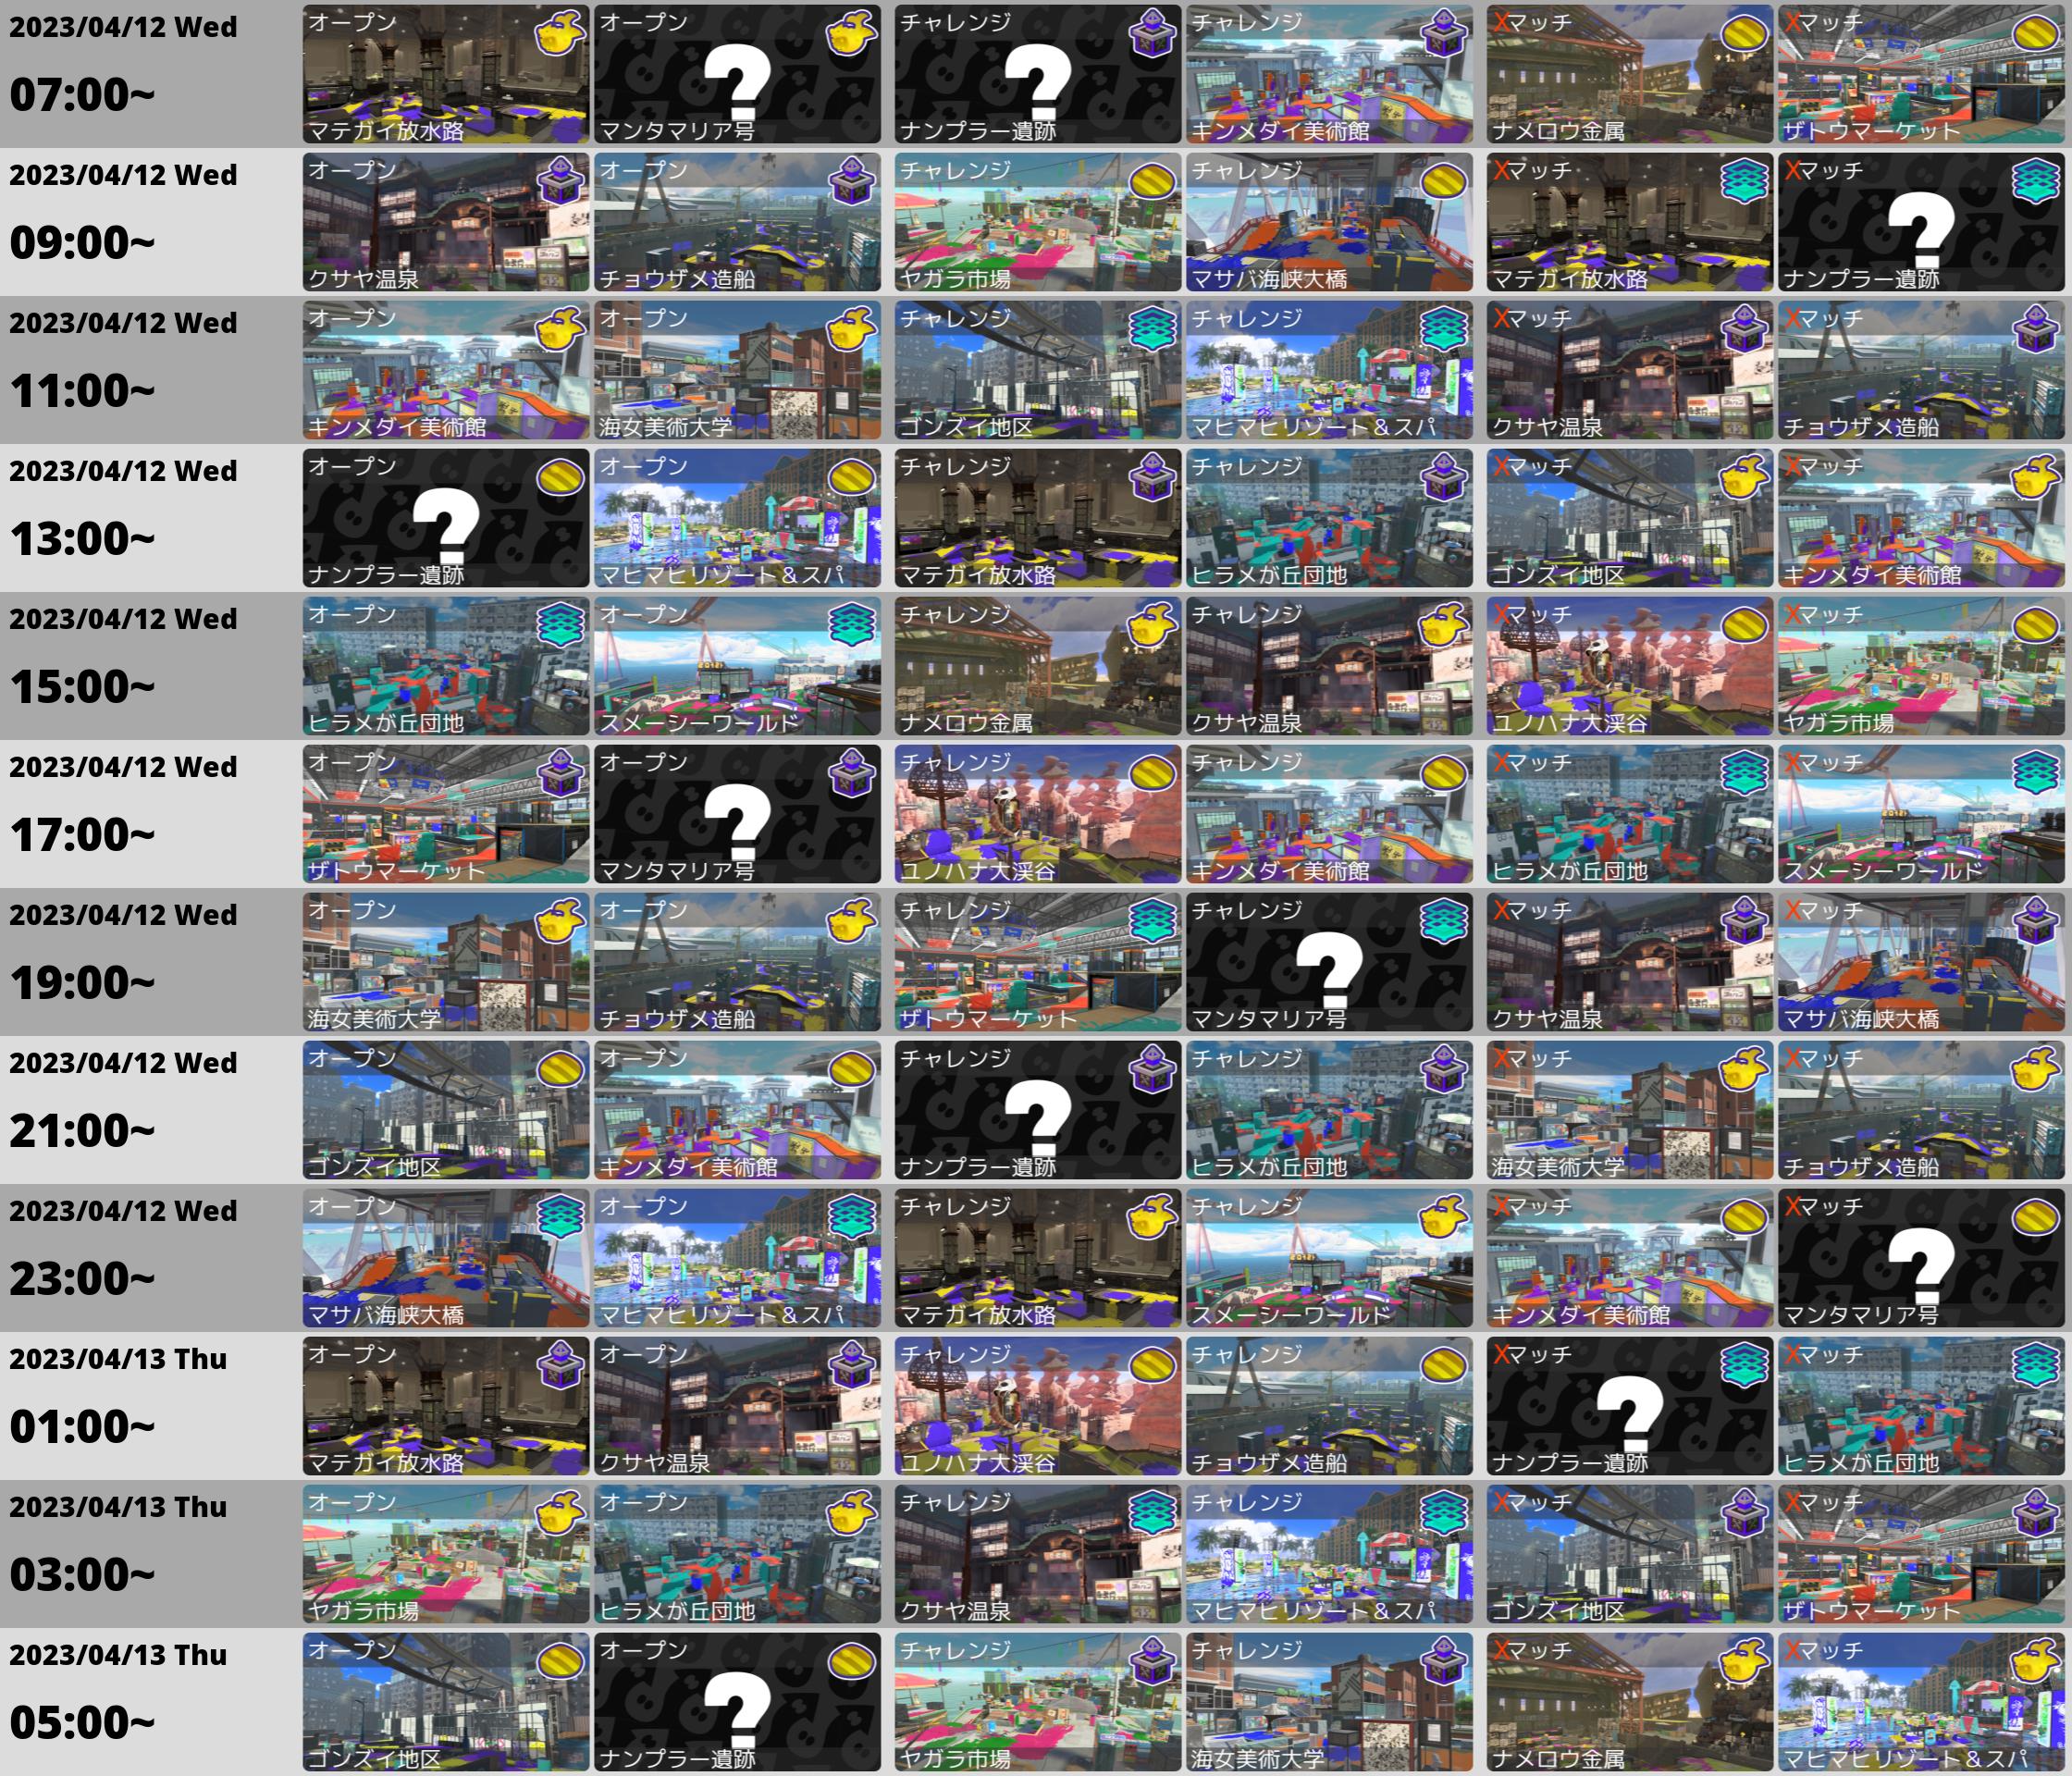 2023/04/12 Wed
07:00~
オープン オープン チャレンジ チャレンジ Xマッチ Xマッチ
マテガイ放水路 マンタマリア号 ナンプラー遺跡 キンメダイ美術館 ナメロウ金属 ザトウマーケット
2023/04/12 Wed
09:00~
オープン オープン チャレンジ チャレンジ Xマッチ Xマッチ
クサヤ温泉 チョウザメ造船 ヤガラ市場 マサバ海峡大橋 マテガイ放水路 ナンプラー遺跡
2023/04/12 Wed
11:00~
オープン オープン チャレンジ チャレンジ Xマッチ Xマッチ
キンメダイ美術館 海女美術大学 ゴンズイ地区 マヒマヒリゾート&スパ クサヤ温泉 チョウザメ造船
2023/04/12 Wed
13:00~
オープン オープン チャレンジ チャレンジ Xマッチ Xマッチ
ナンプラー遺跡 マヒマヒリゾート&スパ マテガイ放水路 ヒラメが丘団地 ゴンズイ地区 キンメダイ美術館
2023/04/12 Wed
15:00~
オープン オープン チャレンジ チャレンジ Xマッチ Xマッチ
ヒラメが丘団地 スメーシーワールド ナメロウ金属 クサヤ温泉 ユノハナ大渓谷 ヤガラ市場
2023/04/12 Wed
17:00~
オープン オープン チャレンジ チャレンジ Xマッチ Xマッチ
ザトウマーケット マンタマリア号 ユノハナ大渓谷 キンメダイ美術館 ヒラメが丘団地 スメーシーワールド
2023/04/12 Wed
19:00~
オープン オープン チャレンジ チャレンジ Xマッチ Xマッチ
海女美術大学 チョウザメ造船 ザトウマーケット マンタマリア号 クサヤ温泉 マサバ海峡大橋
2023/04/12 Wed
21:00~
オープン オープン チャレンジ チャレンジ Xマッチ Xマッチ
ゴンズイ地区 キンメダイ美術館 ナンプラー遺跡 ヒラメが丘団地 海女美術大学 チョウザメ造船
2023/04/12 Wed
23:00~
オープン オープン チャレンジ チャレンジ Xマッチ Xマッチ
マサバ海峡大橋 マヒマヒリゾート&スパ マテガイ放水路 スメーシーワールド キンメダイ美術館 マンタマリア号
2023/04/13 Thu
01:00~
オープン オープン チャレンジ チャレンジ Xマッチ Xマッチ
マテガイ放水路 クサヤ温泉 ユノハナ大渓谷 チョウザメ造船 ナンプラー遺跡 ヒラメが丘団地
2023/04/13 Thu
03:00~
オープン オープン チャレンジ チャレンジ Xマッチ Xマッチ
ヤガラ市場 ヒラメが丘団地 クサヤ温泉 マヒマヒリゾート&スパ ゴンズイ地区 ザトウマーケット
2023/04/13 Thu
05:00~
オープン オープン チャレンジ チャレンジ Xマッチ Xマッチ
ゴンズイ地区 ナンプラー遺跡 ヤガラ市場 海女美術大学 ナメロウ金属 マヒマヒリゾート&スパ